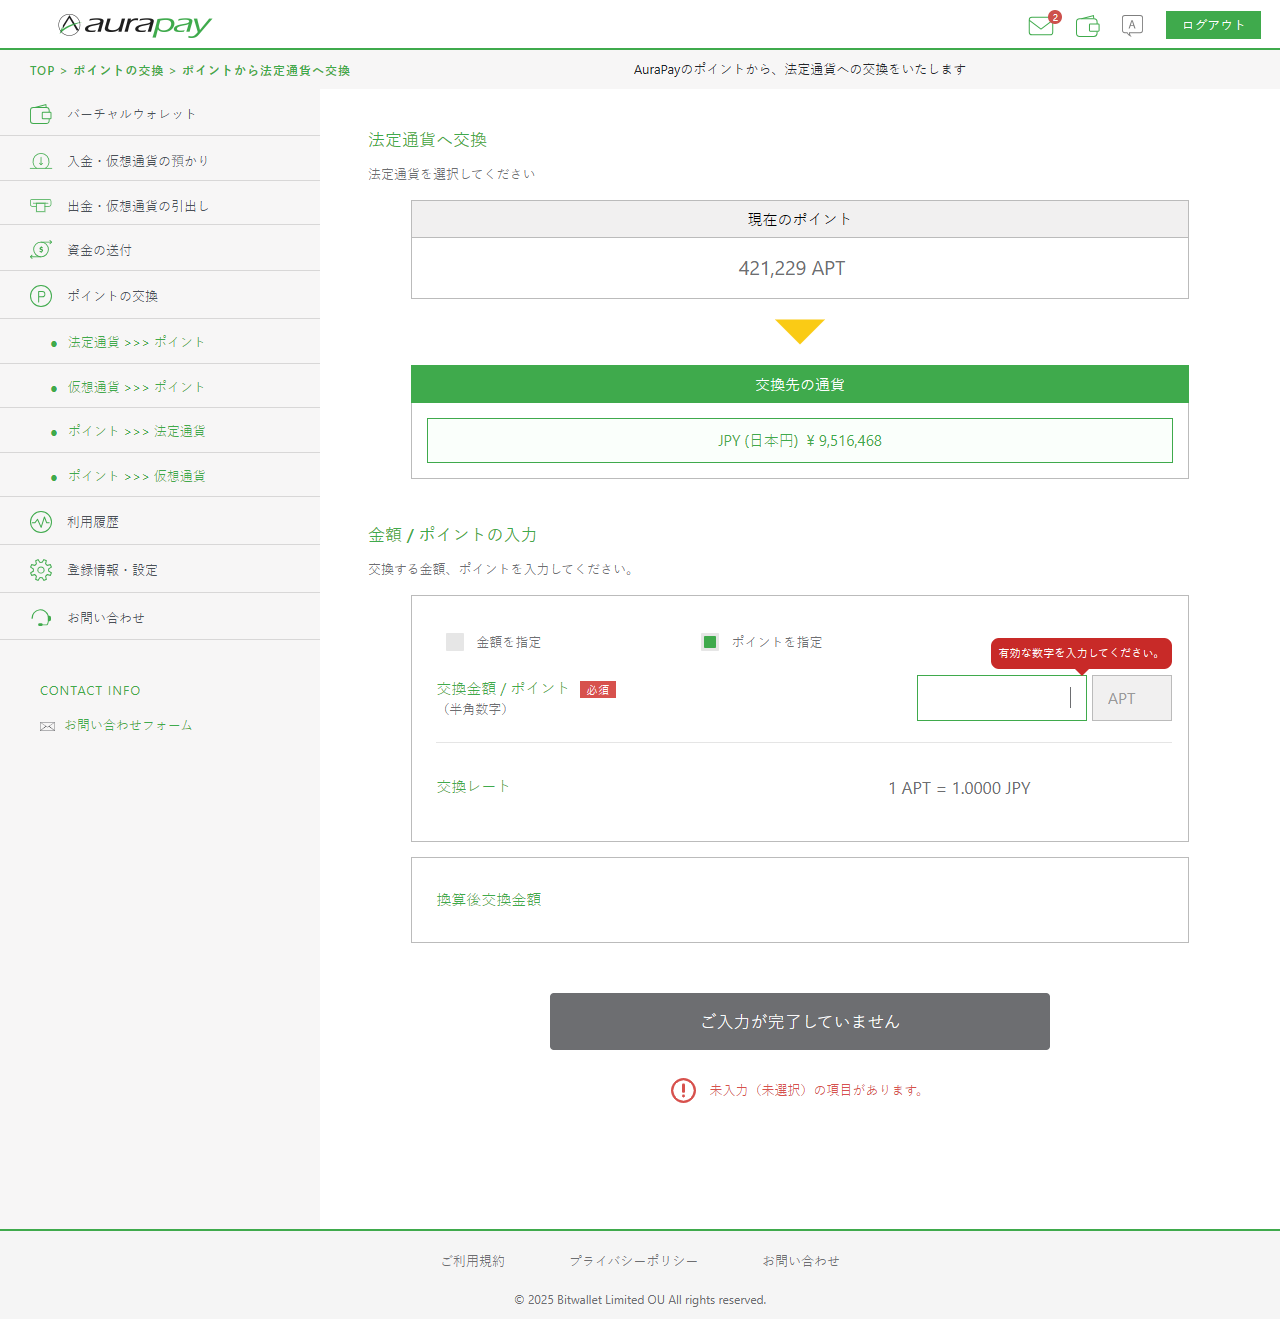 aurapay
2
A
ログアウト
TOP > ポイントの交換 > ポイントから法定通貨へ交換
AuraPayのポイントから、法定通貨への交換をいたします
バーチャルウォレット
入金・仮想通貨の預かり
出金・仮想通貨の引出し
資金の送付
ポイントの交換
法定通貨 >>> ポイント
仮想通貨 >>> ポイント
ポイント >>> 法定通貨
ポイント >>> 仮想通貨
利用履歴
登録情報・設定
お問い合わせ
CONTACT INFO
お問い合わせフォーム
法定通貨へ交換
法定通貨を選択してください
現在のポイント
421,229 APT
交換先の通貨
JPY (日本円) ¥ 9,516,468
金額 / ポイントの入力
交換する金額、ポイントを入力してください。
金額を指定
ポイントを指定
有効な数字を入力してください。
交換金額 / ポイント 必須
（半角数字）
APT
交換レート
1 APT = 1.0000 JPY
換算後交換金額
ご入力が完了していません
未入力（未選択）の項目があります。
ご利用規約
プライバシーポリシー
お問い合わせ
© 2025 Bitwallet Limited OU All rights reserved.